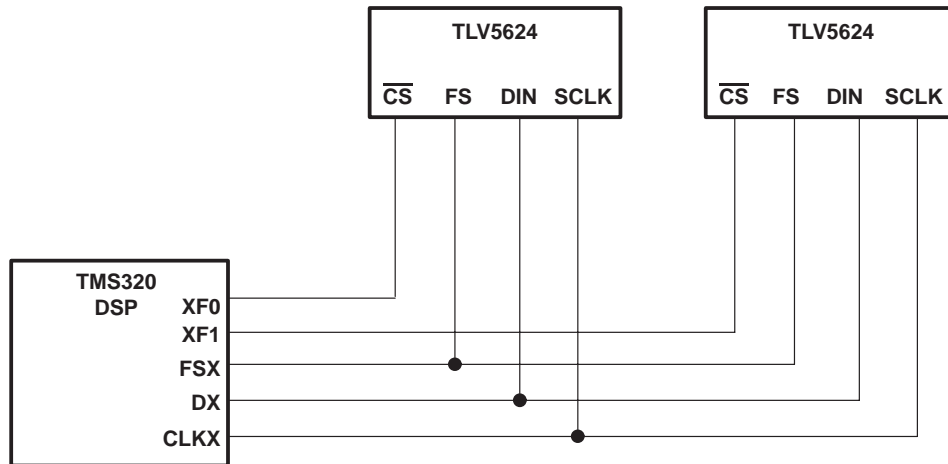 TLV5624
CS FS DIN SCLK
TLV5624
CS FS DIN SCLK
TMS320
DSP
XF0
XF1
FSX
DX
CLKX